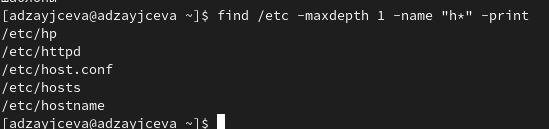 [adzayjceva@adzayjceva ~]$ find /etc -maxdepth 1 -name "h*" -print
/etc/hp
/etc/httpd
/etc/host.conf
/etc/hosts
/etc/hostname
[adzayjceva@adzayjceva ~]$